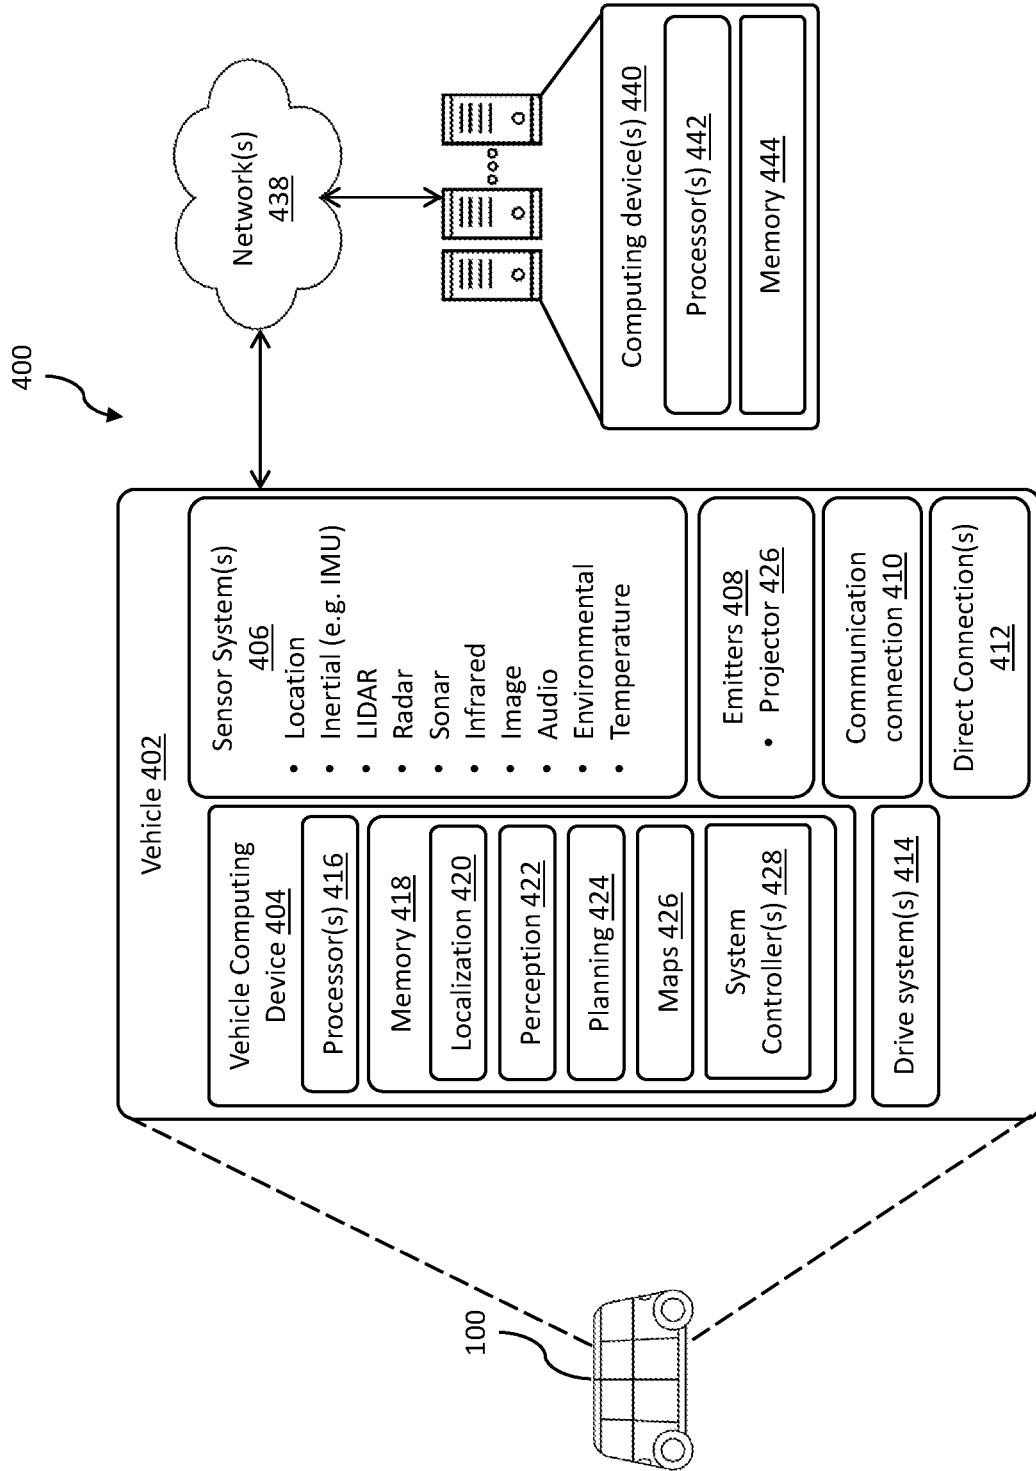 400
100
Vehicle 402
Vehicle Computing
Device 404
Processor(s) 416
Memory 418
Localization 420
Perception 422
Planning 424
Maps 426
System
Controller(s) 428
Drive system(s) 414
Sensor System(s)
406
• Location
• Inertial (e.g. IMU)
• LIDAR
• Radar
• Sonar
• Infrared
• Image
• Audio
• Environmental
• Temperature
Emitters 408
• Projector 426
Communication
connection 410
Direct Connection(s)
412
Network(s)
438
Computing device(s) 440
Processor(s) 442
Memory 444